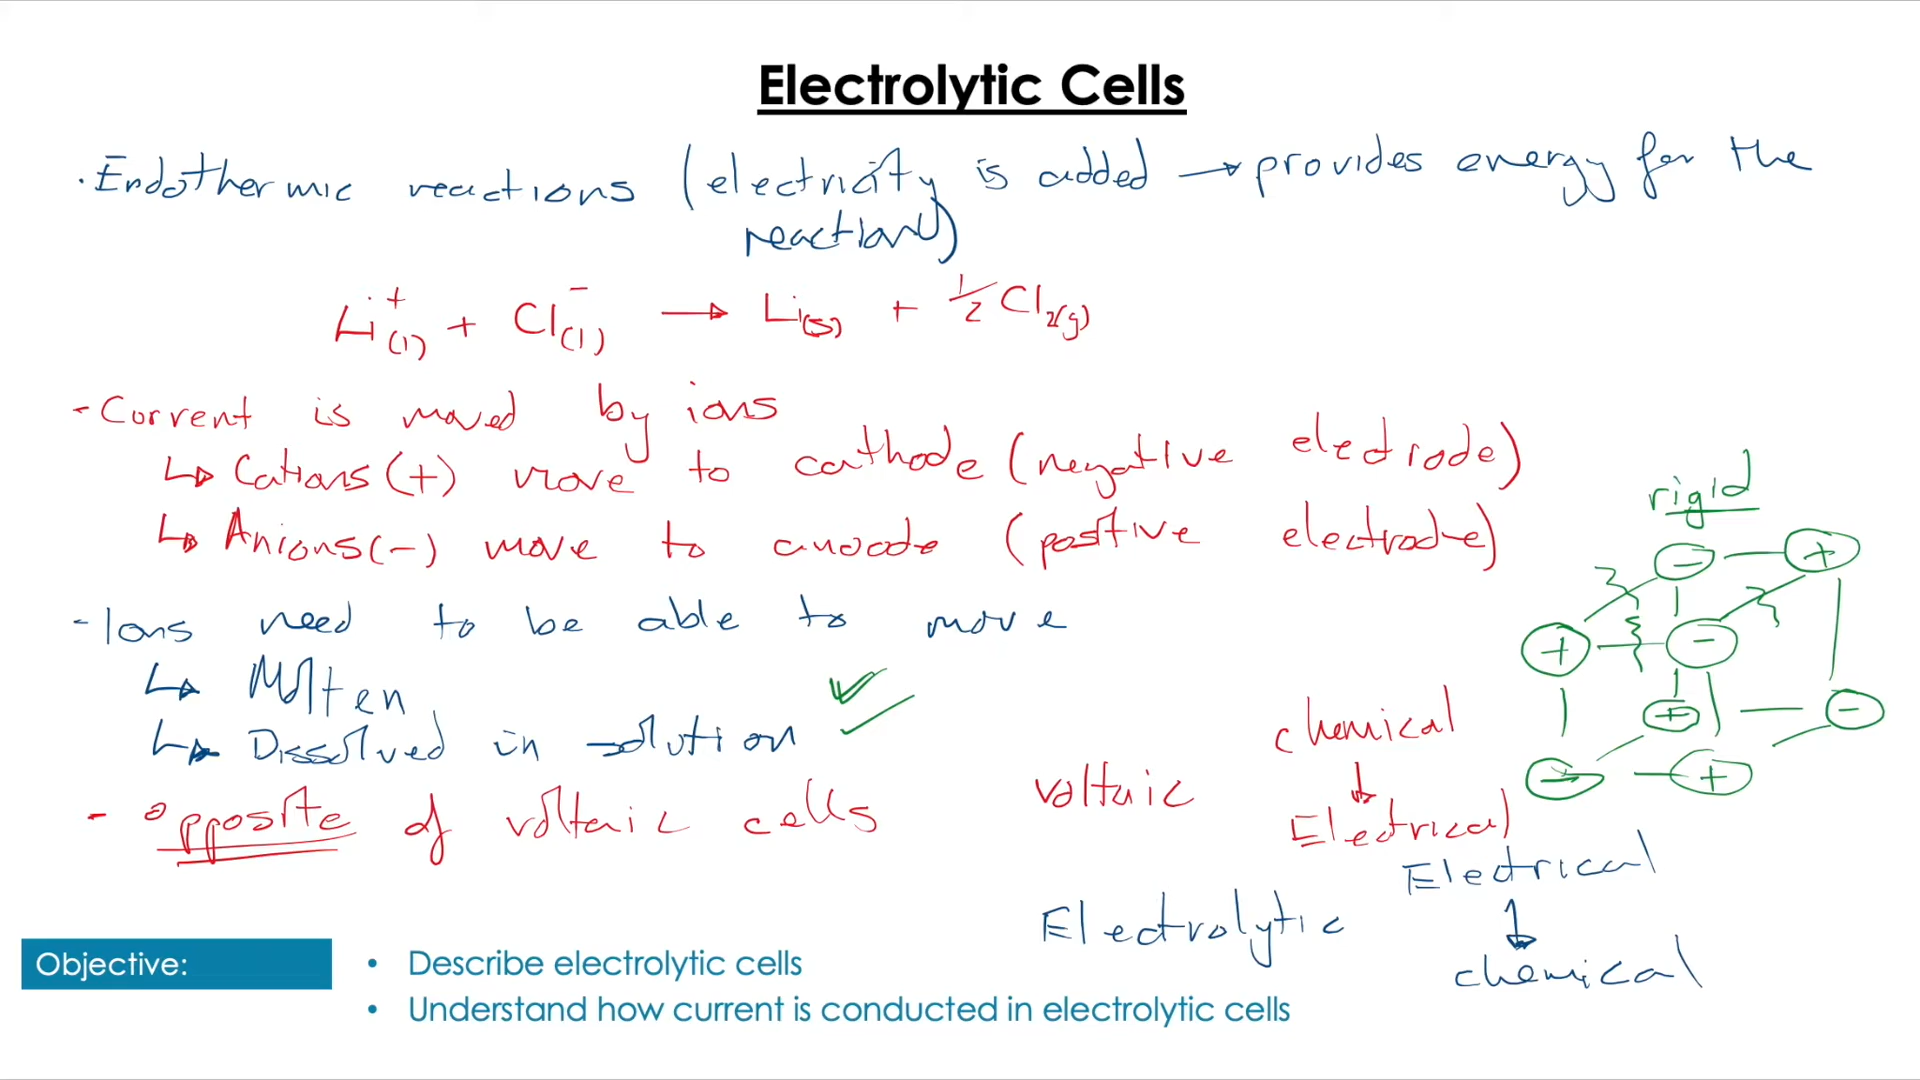 Electrolytic Cells
· Endothermic reactions (electricity is added → provides energy for the
reaction)
Li⁺(l) + Cl⁻(l) → Li(s) + ½ Cl2(g)
- Current is moved by ions
↳ Cations (+) move to cathode (negative electrode)
↳ Anions (-) move to anode (positive electrode)
rigid
- +
+ -
+ -
- +
- Ions need to be able to move
↳ Molten ✓
↳ Dissolved in solution ✓
- Opposite of voltaic cells
voltaic chemical
↓
Electrical
Electrolytic Electrical
↓
chemical
Objective:
• Describe electrolytic cells
• Understand how current is conducted in electrolytic cells